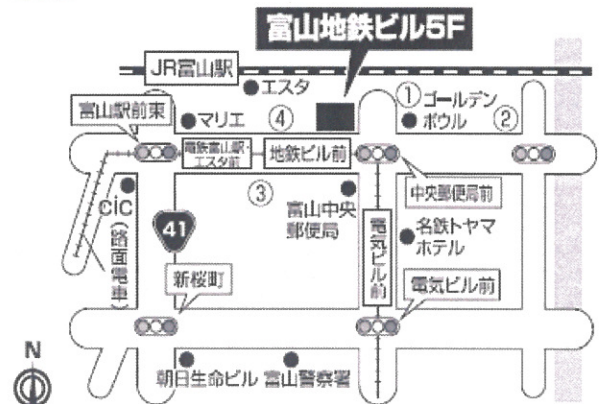 富山地鉄ビル5F
JR富山駅
エスタ
富山駅前東
マリエ
④
①
ゴールデン
ボウル
②
電鉄富山駅・
エスタ前
地鉄ビル前
中央郵便局前
CiC
(路面電車)
③
富山中央
郵便局
41
電気ビル前
名鉄トヤマ
ホテル
新桜町
電気ビル前
N
朝日生命ビル
富山警察署